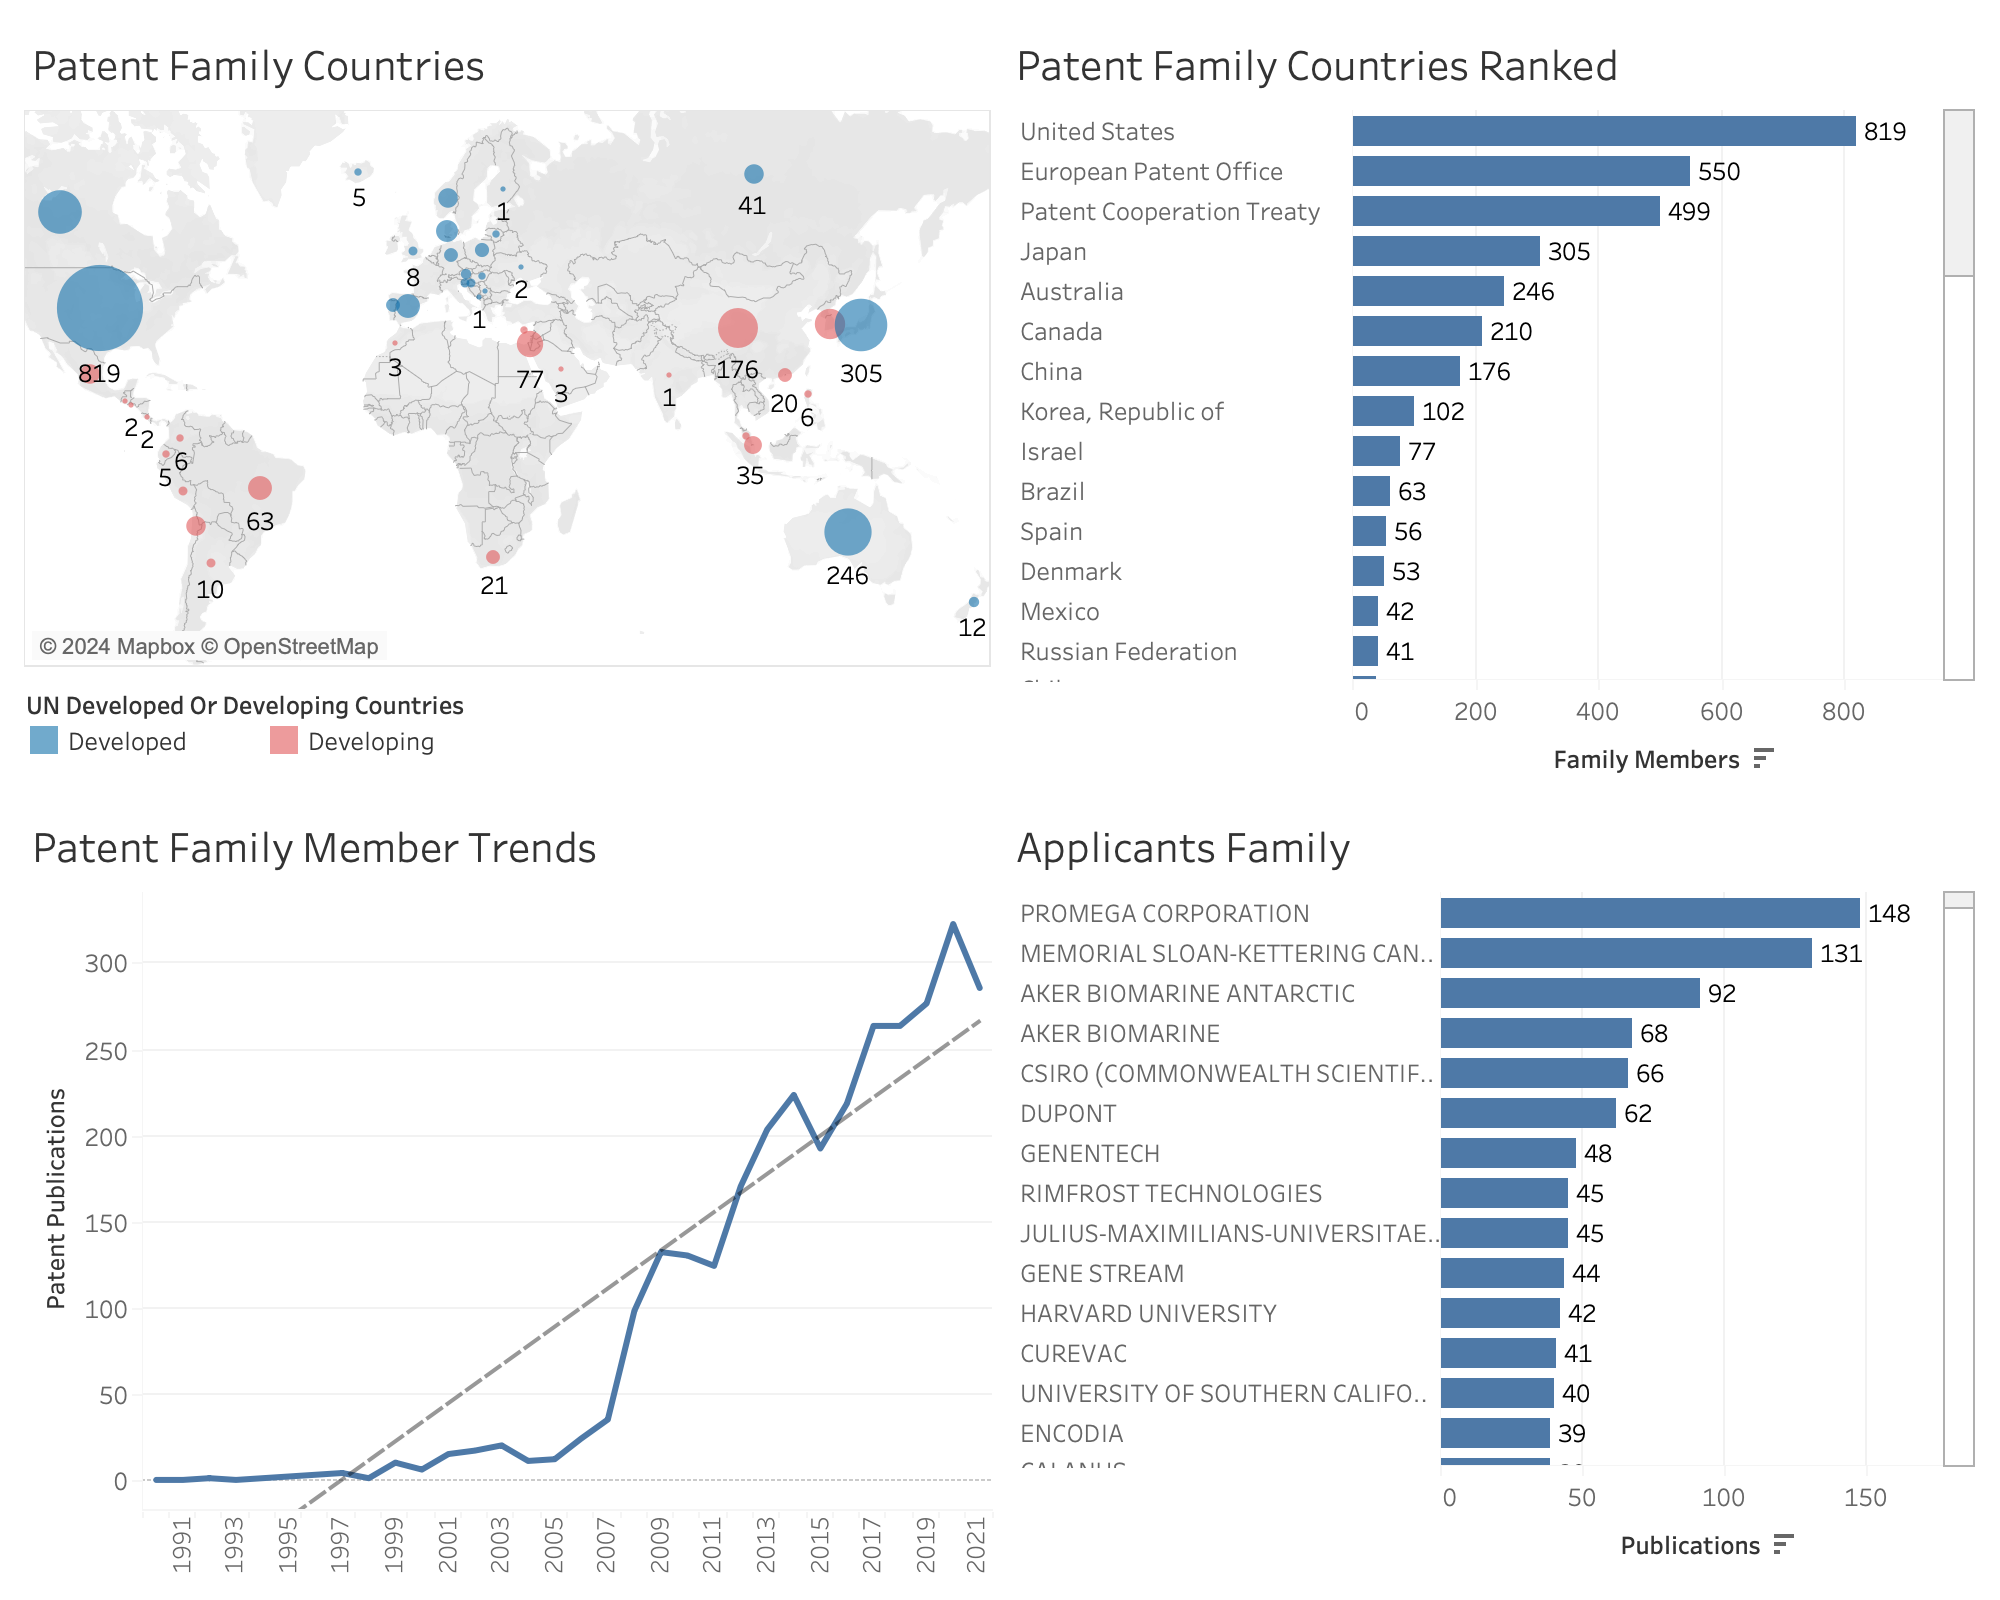 Patent Family Countries
5
1
41
8
2
1
819
3
77
3
1
176
305
20
6
2
2
6
5
35
63
10
21
246
12
© 2024 Mapbox © OpenStreetMap
UN Developed Or Developing Countries
Developed
Developing
Patent Family Countries Ranked
United States 819
European Patent Office 550
Patent Cooperation Treaty 499
Japan 305
Australia 246
Canada 210
China 176
Korea, Republic of 102
Israel 77
Brazil 63
Spain 56
Denmark 53
Mexico 42
Russian Federation 41
0 200 400 600 800
Family Members
Patent Family Member Trends
Patent Publications
300
250
200
150
100
50
0
1991 1993 1995 1997 1999 2001 2003 2005 2007 2009 2011 2013 2015 2017 2019 2021
Applicants Family
PROMEGA CORPORATION 148
MEMORIAL SLOAN-KETTERING CAN.. 131
AKER BIOMARINE ANTARCTIC 92
AKER BIOMARINE 68
CSIRO (COMMONWEALTH SCIENTIF.. 66
DUPONT 62
GENENTECH 48
RIMFROST TECHNOLOGIES 45
JULIUS-MAXIMILIANS-UNIVERSITAE.. 45
GENE STREAM 44
HARVARD UNIVERSITY 42
CUREVAC 41
UNIVERSITY OF SOUTHERN CALIFO.. 40
ENCODIA 39
0 50 100 150
Publications